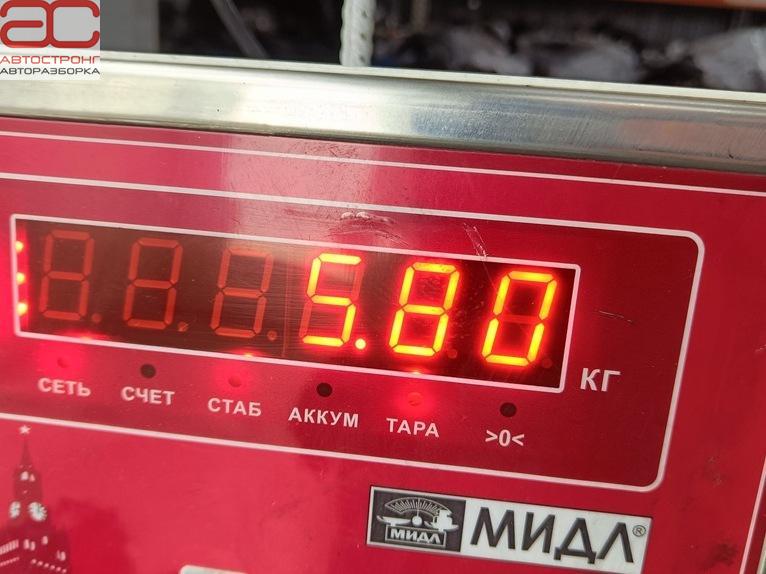 АС
АВТОСТРОНГ
АВТОРАЗБОРКА
5.80 КГ
СЕТЬ СЧЕТ СТАБ АККУМ ТАРА >0<
МИДЛ МИДЛ®